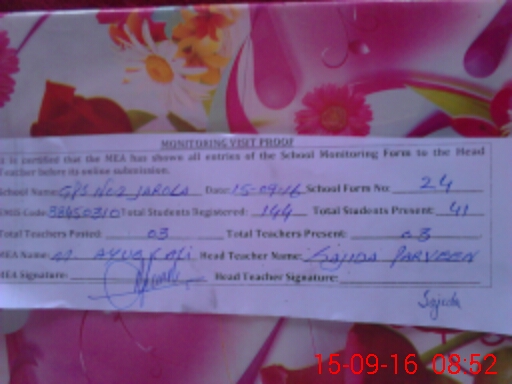 MONITORING VISIT PROOF
It is certified that the MEA has shown all entries of the School Monitoring Form to the Head
Teacher before its online submission.
School Name: GPS No2 JAROLA Date: 15-09-16 School Form No: 24
EMIS Code: 38450310 Total Students Registered: 144 Total Students Present: 41
Total Teachers Posted: 03 Total Teachers Present: 03
MEA Name: M. Head Teacher Name: SAJIDA PARVEEN
MEA Signature: Head Teacher Signature:
Sajida
15-09-16 08:52